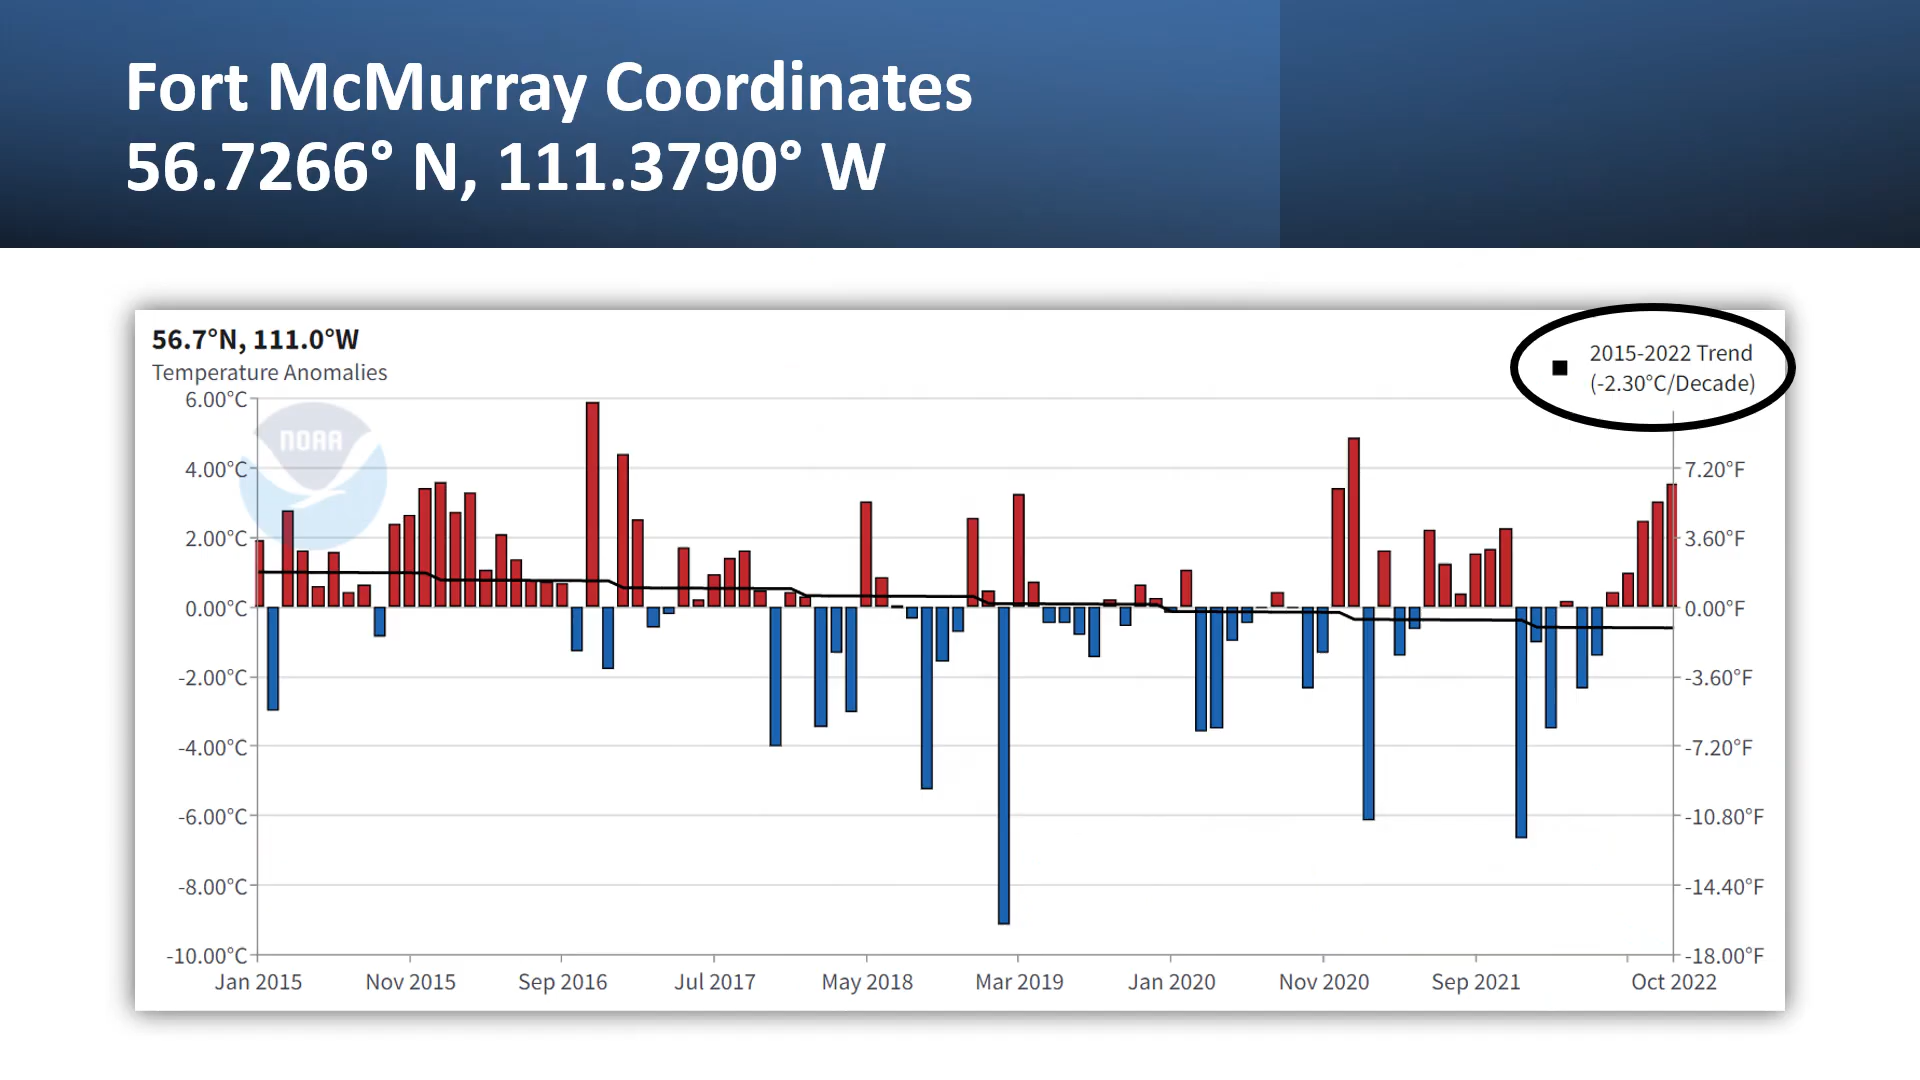 Fort McMurray Coordinates
56.7266° N, 111.3790° W
56.7°N, 111.0°W
Temperature Anomalies
2015-2022 Trend
(-2.30°C/Decade)
NOAA
6.00°C
4.00°C
2.00°C
0.00°C
-2.00°C
-4.00°C
-6.00°C
-8.00°C
-10.00°C
7.20°F
3.60°F
0.00°F
-3.60°F
-7.20°F
-10.80°F
-14.40°F
-18.00°F
Jan 2015 Nov 2015 Sep 2016 Jul 2017 May 2018 Mar 2019 Jan 2020 Nov 2020 Sep 2021 Oct 2022